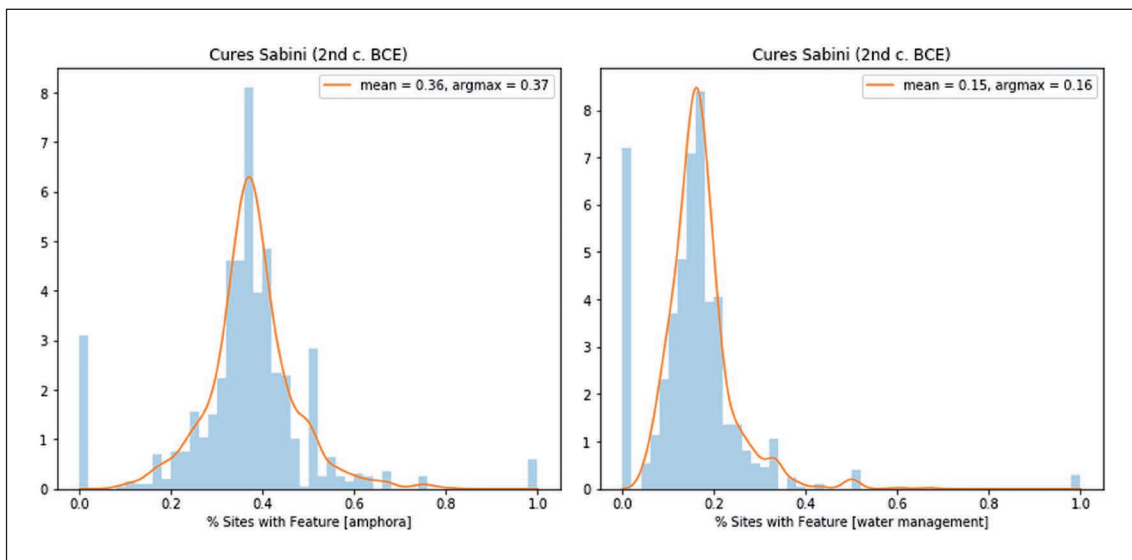 Cures Sabini (2nd c. BCE)
mean = 0.36, argmax = 0.37
8
7
6
5
4
3
2
1
0
0.0 0.2 0.4 0.6 0.8 1.0
% Sites with Feature [amphora]
Cures Sabini (2nd c. BCE)
mean = 0.15, argmax = 0.16
8
7
6
5
4
3
2
1
0
0.0 0.2 0.4 0.6 0.8 1.0
% Sites with Feature [water management]